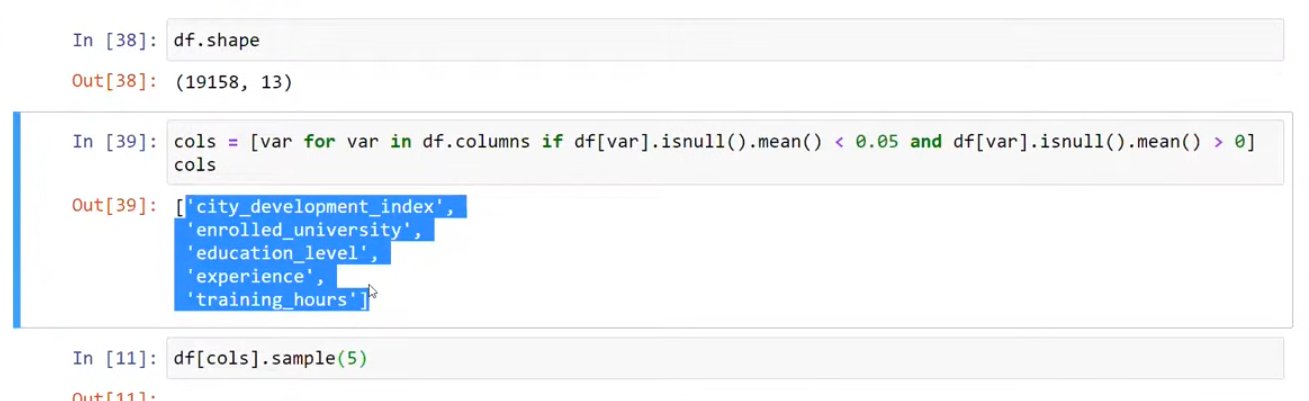 In [38]: df.shape
Out[38]: (19158, 13)
In [39]: cols = [var for var in df.columns if df[var].isnull().mean() < 0.05 and df[var].isnull().mean() > 0]
cols
Out[39]: ['city_development_index',
'enrolled_university',
'education_level',
'experience',
'training_hours']
In [11]: df[cols].sample(5)
Out[11]: